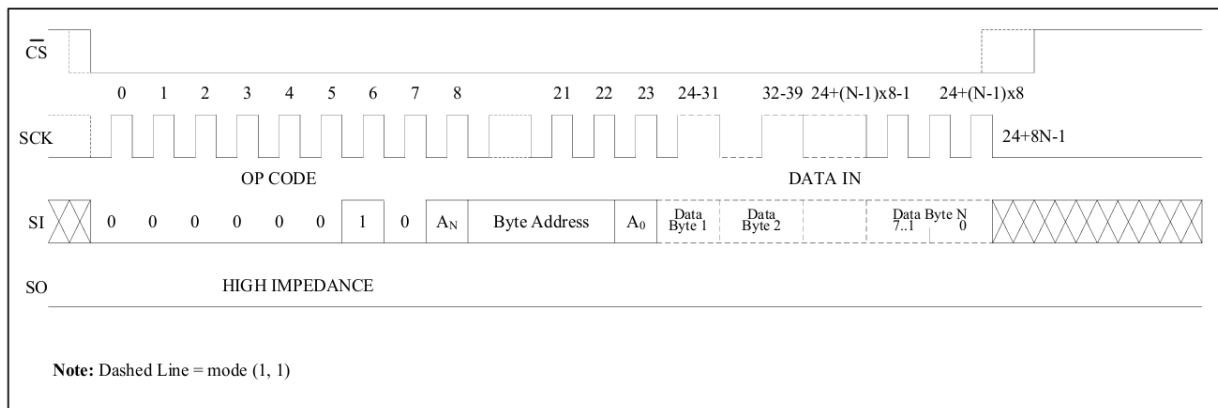 CS
0 1 2 3 4 5 6 7 8 21 22 23 24-31 32-39 24+(N-1)x8-1 24+(N-1)x8
SCK
24+8N-1
OP CODE DATA IN
SI 0 0 0 0 0 0 1 0 AN Byte Address A0 Data Byte 1 Data Byte 2 Data Byte N
7..1 0
HIGH IMPEDANCE
SO
Note: Dashed Line = mode (1, 1)